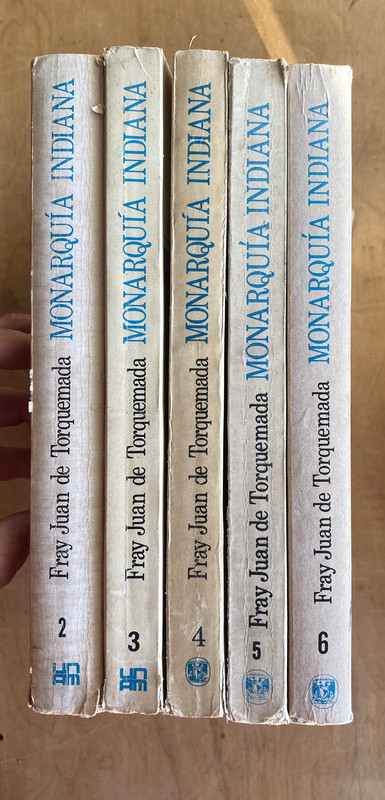 2 Fray Juan de Torquemada MONARQUÍA INDIANA
3 Fray Juan de Torquemada MONARQUÍA INDIANA
4 Fray Juan de Torquemada MONARQUÍA INDIANA
5 Fray Juan de Torquemada MONARQUÍA INDIANA
6 Fray Juan de Torquemada MONARQUÍA INDIANA